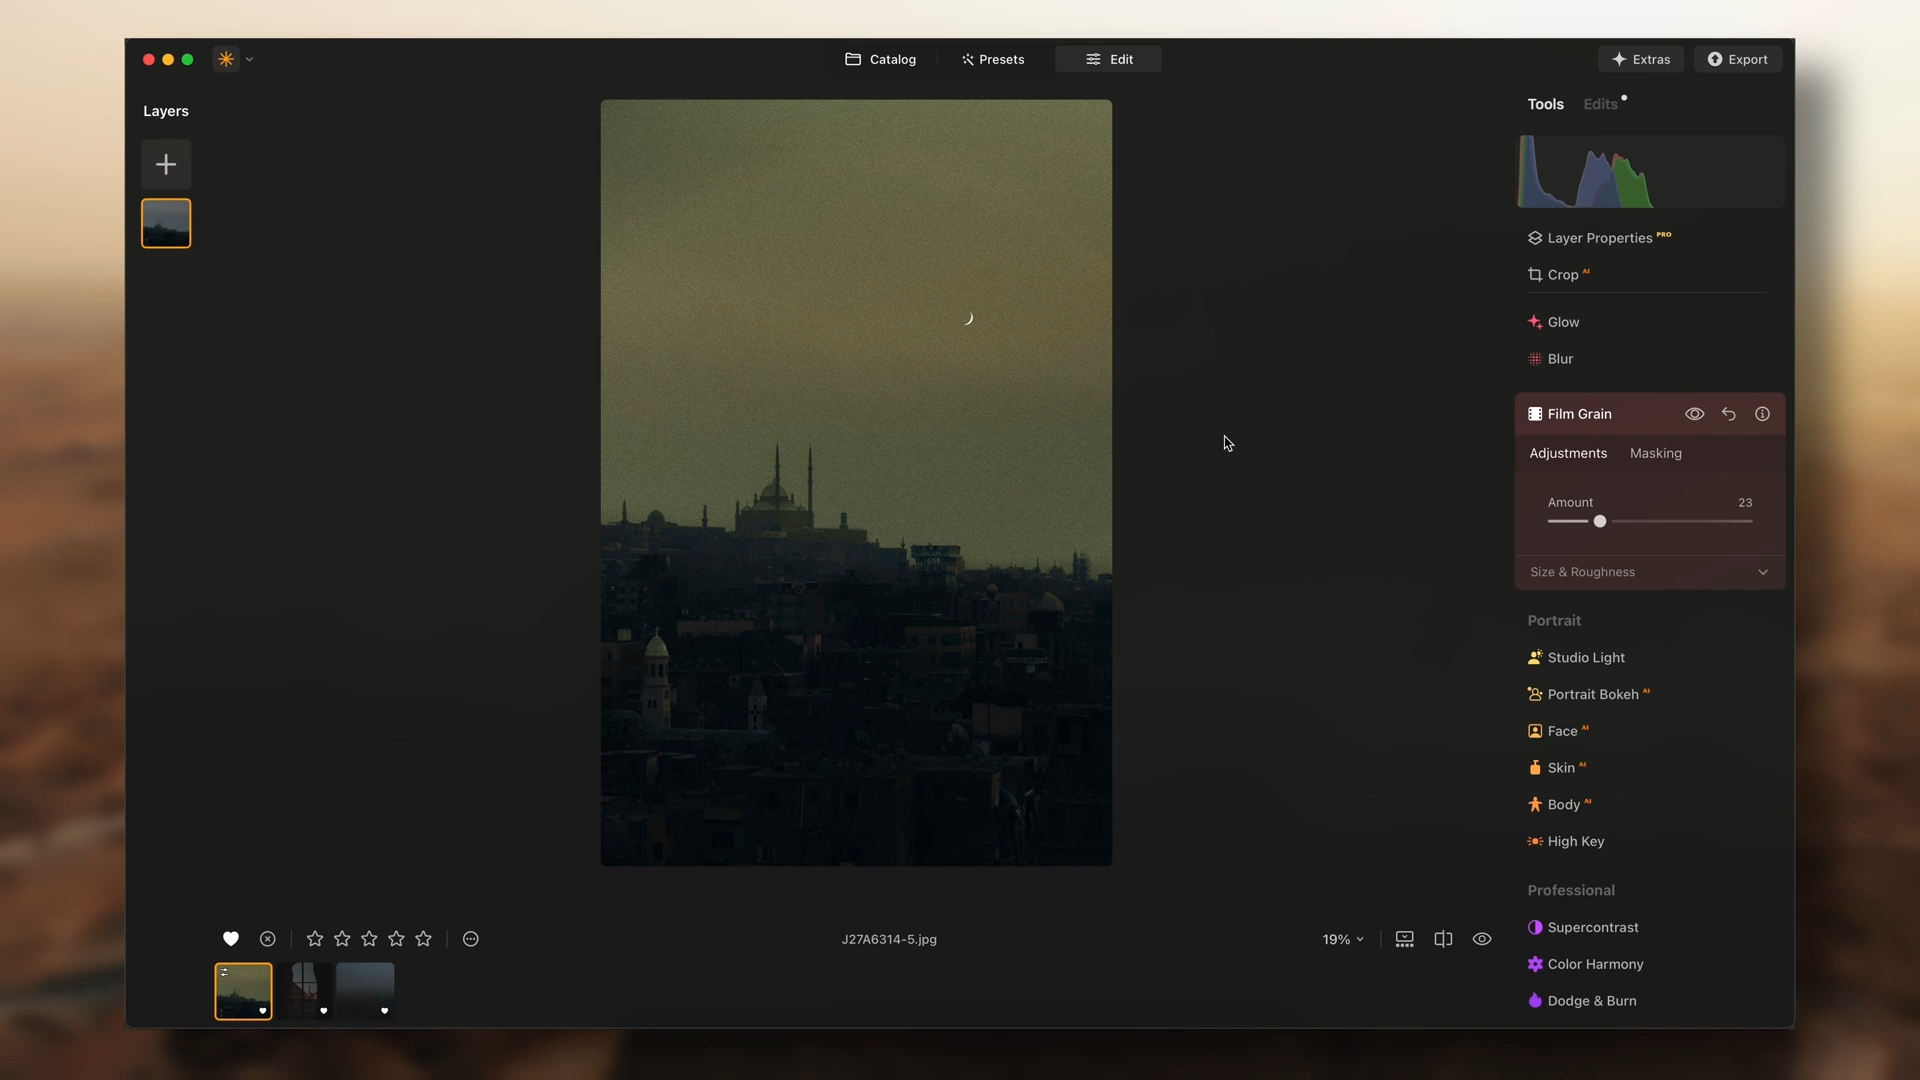 Catalog
Presets
Edit
Extras
Export
Layers
Tools
Edits
Layer Properties PRO
Crop AI
Glow
Blur
Film Grain
Adjustments
Masking
Amount
23
Size & Roughness
Portrait
Studio Light
Portrait Bokeh AI
Face AI
Skin AI
Body AI
High Key
Professional
Supercontrast
Color Harmony
Dodge & Burn
J27A6314-5.jpg
19%